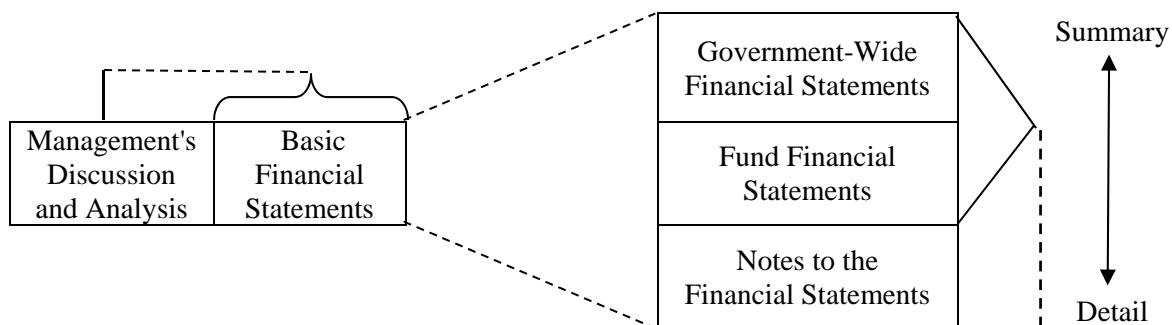 Management's
Discussion
and Analysis
Basic
Financial
Statements
Government-Wide
Financial Statements
Fund Financial
Statements
Notes to the
Financial Statements
Summary
Detail